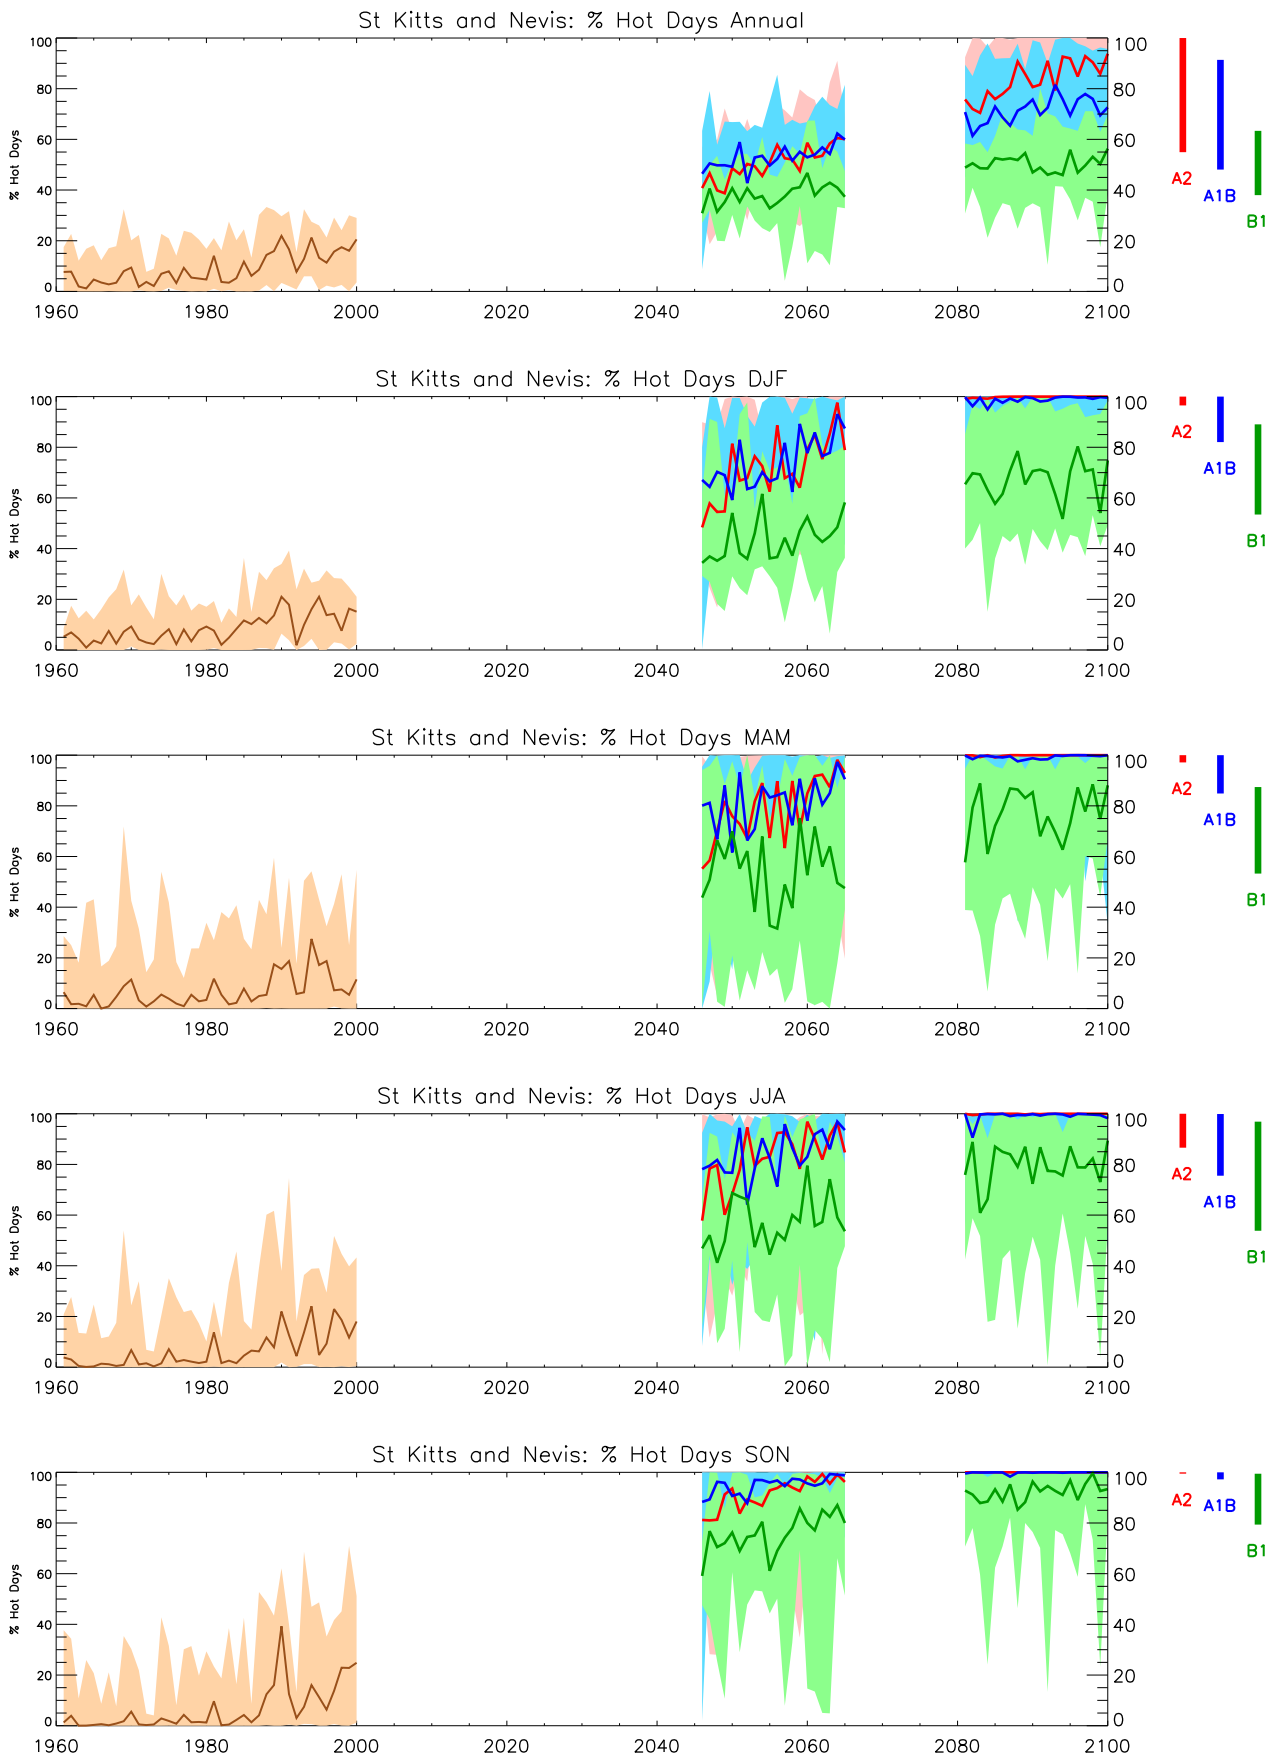 St Kitts and Nevis: % Hot Days Annual
100 80 60 40 20 0
% Hot Days
100 80 60 40 20 0
1960 1980 2000 2020 2040 2060 2080 2100
A2 A1B B1
St Kitts and Nevis: % Hot Days DJF
100 80 60 40 20 0
% Hot Days
100 80 60 40 20 0
1960 1980 2000 2020 2040 2060 2080 2100
A2 A1B B1
St Kitts and Nevis: % Hot Days MAM
100 80 60 40 20 0
% Hot Days
100 80 60 40 20 0
1960 1980 2000 2020 2040 2060 2080 2100
A2 A1B B1
St Kitts and Nevis: % Hot Days JJA
100 80 60 40 20 0
% Hot Days
100 80 60 40 20 0
1960 1980 2000 2020 2040 2060 2080 2100
A2 A1B B1
St Kitts and Nevis: % Hot Days SON
100 80 60 40 20 0
% Hot Days
100 80 60 40 20 0
1960 1980 2000 2020 2040 2060 2080 2100
A2 A1B B1